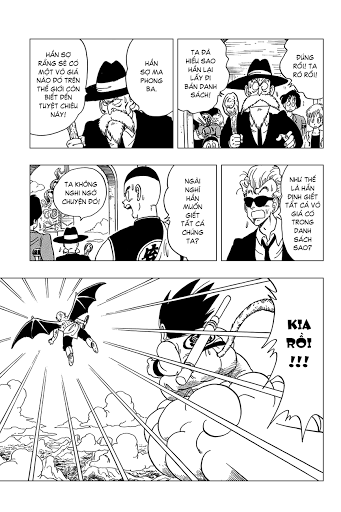 ĐÚNG
RỒI! TA
RÕ RỒI!
TA ĐÃ
HIỂU SAO
HẮN LẠI
LẤY ĐI
BẢN DANH
SÁCH!
HẮN SỢ
MA PHONG
BA.
HẮN SỢ
RẰNG SẼ CÓ
MỘT VÕ GIẢ
NÀO ĐÓ TRÊN
THẾ GIỚI CÒN
BIẾT ĐẾN
TUYỆT CHIÊU
NÀY!
NHƯ THẾ
LÀ HẮN
ĐỊNH GIẾT
TẤT CẢ VÕ
GIẢ CÓ
TRONG
DANH
SÁCH
SAO?
NGÀI
NGHĨ
HẮN
MUỐN
GIẾT
TẤT CẢ
CHÚNG
TA?
TA KHÔNG
NGHI NGỜ
CHUYỆN ĐÓ!
KIA
RỒI
!!!